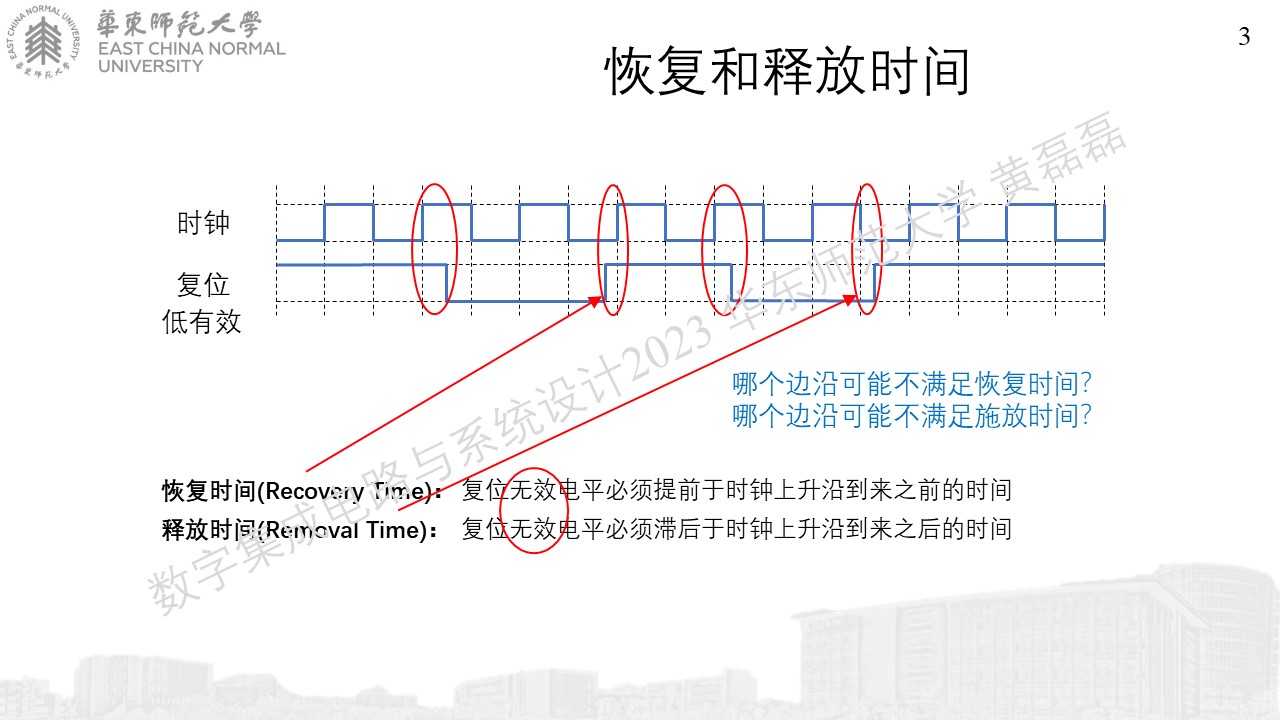 華東師范大學
EAST CHINA NORMAL
UNIVERSITY
EAST CHINA NORMAL UNIVERSITY
華東师范大学
3
恢复和释放时间
时钟
复位
低有效
哪个边沿可能不满足恢复时间?
哪个边沿可能不满足施放时间?
恢复时间(Recovery Time)： 复位无效电平必须提前于时钟上升沿到来之前的时间
释放时间(Removal Time)： 复位无效电平必须滞后于时钟上升沿到来之后的时间
数字集成电路与系统设计2023 华东师范大学 黄磊磊